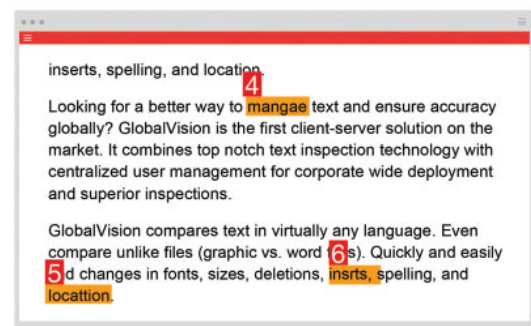 inserts, spelling, and location.
4
Looking for a better way to mangae text and ensure accuracy
globally? GlobalVision is the first client-server solution on the
market. It combines top notch text inspection technology with
centralized user management for corporate wide deployment
and superior inspections.
GlobalVision compares text in virtually any language. Even
6
compare unlike files (graphic vs. word s). Quickly and easily
5
d changes in fonts, sizes, deletions, insrts, spelling, and
locattion.